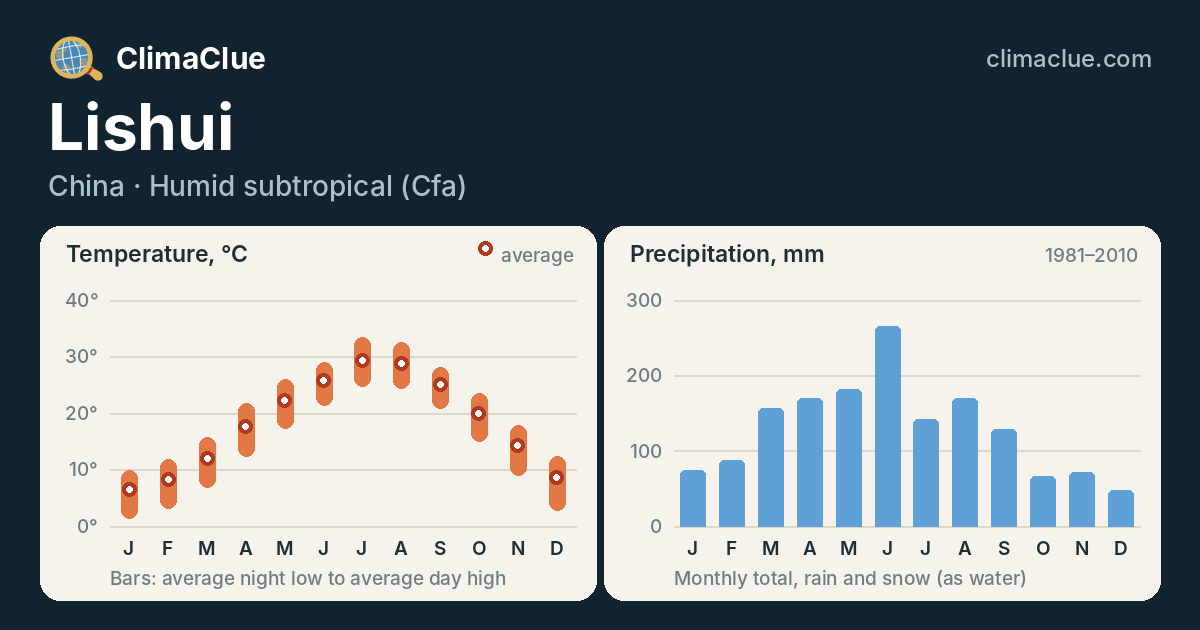 ClimaClue
climaclue.com
Lishui
China · Humid subtropical (Cfa)
Temperature, °C
average
40°
30°
20°
10°
0°
J F M A M J J A S O N D
Bars: average night low to average day high
Precipitation, mm
1981–2010
300
200
100
0
J F M A M J J A S O N D
Monthly total, rain and snow (as water)